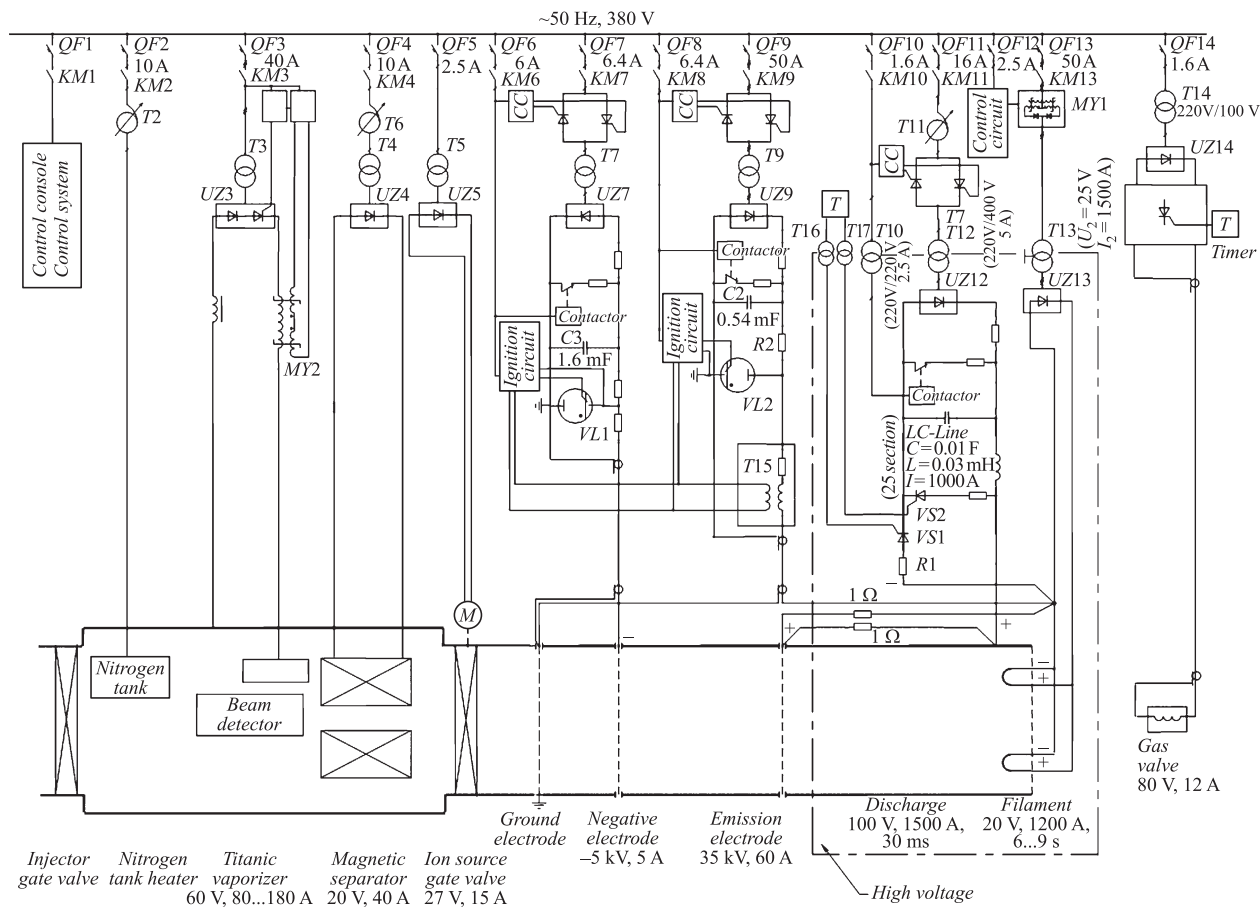 ~50 Hz, 380 V
QF1
KM1
QF2
10 A
KM2
T2
QF3
40 A
KM3
T3
UZ3
MY2
QF4
10 A
KM4
T6
T4
UZ4
QF5
2.5 A
T5
UZ5
QF6
6 A
KM6
CC
QF7
6.4 A
KM7
T7
UZ7
Contactor
C3
1.6 mF
Ignition
circuit
VL1
QF8
6.4 A
KM8
CC
QF9
50 A
KM9
T9
UZ9
Contactor
C2
0.54 mF
R2
Ignition
circuit
VL2
T15
QF10
1.6 A
KM10
CC
QF11
16 A
KM11
T11
T7
T12
(220V/400 V
5 A)
QF12
2.5 A
Control
circuit
QF13
50 A
KM13
MY1
T
T16
T17
T10
(220V/220 V
2.5 A)
UZ12
T13
(U2 = 25 V
I2 = 1500 A)
UZ13
Contactor
LC-Line
C = 0.01 F
L = 0.03 mH
I = 1000 A
(25 section)
VS2
VS1
R1
−
1 Ω
+
+
1 Ω
QF14
1.6 A
T14
220V/100 V
UZ14
T
Timer
Control console
Control system
M
−
Nitrogen
tank
Beam
detector
−
+
−
+
Gas
valve
80 V, 12 A
Injector
gate valve
Nitrogen
tank heater
Titanic
vaporizer
60 V, 80...180 A
Magnetic
separator
20 V, 40 A
Ion source
gate valve
27 V, 15 A
Ground
electrode
Negative
electrode
−5 kV, 5 A
Emission
electrode
35 kV, 60 A
Discharge
100 V, 1500 A,
30 ms
Filament
20 V, 1200 A,
6...9 s
High voltage